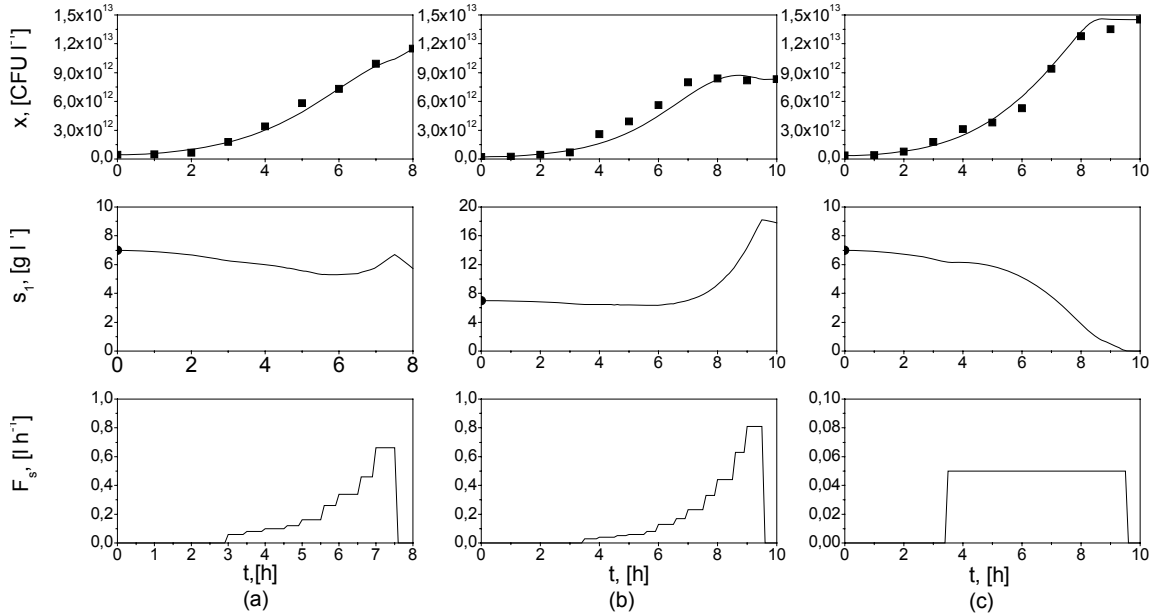 x, [CFU l⁻¹]
1,5x10¹³
1,2x10¹³
9,0x10¹²
6,0x10¹²
3,0x10¹²
0,0
0 1 2 3 4 5 6 7 8
1,5x10¹³
1,2x10¹³
9,0x10¹²
6,0x10¹²
3,0x10¹²
0,0
0 2 4 6 8 10
1,5x10¹³
1,2x10¹³
9,0x10¹²
6,0x10¹²
3,0x10¹²
0,0
0 2 4 6 8 10
s₁, [g l⁻¹]
10
8
6
4
2
0
0 2 4 6 8
20
16
12
8
4
0
0 2 4 6 8 10
10
8
6
4
2
0
0 2 4 6 8 10
Fₛ, [l h⁻¹]
1,0
0,8
0,6
0,4
0,2
0,0
0 1 2 3 4 5 6 7 8
t,[h]
(a)
1,0
0,8
0,6
0,4
0,2
0,0
0 2 4 6 8 10
t, [h]
(b)
0,10
0,08
0,06
0,04
0,02
0,00
0 2 4 6 8 10
t, [h]
(c)